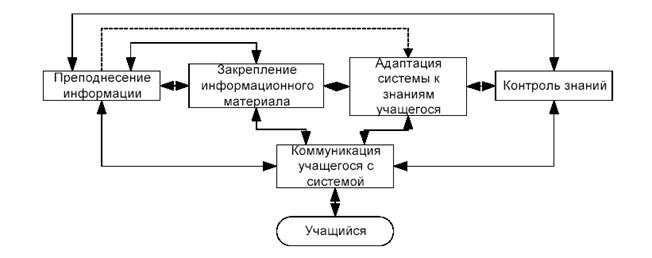 Преподнесение
информации
Закрепление
информационного
материала
Адаптация
системы к
знаниям
учащегося
Контроль знаний
Коммуникация
учащегося с
системой
Учащийся